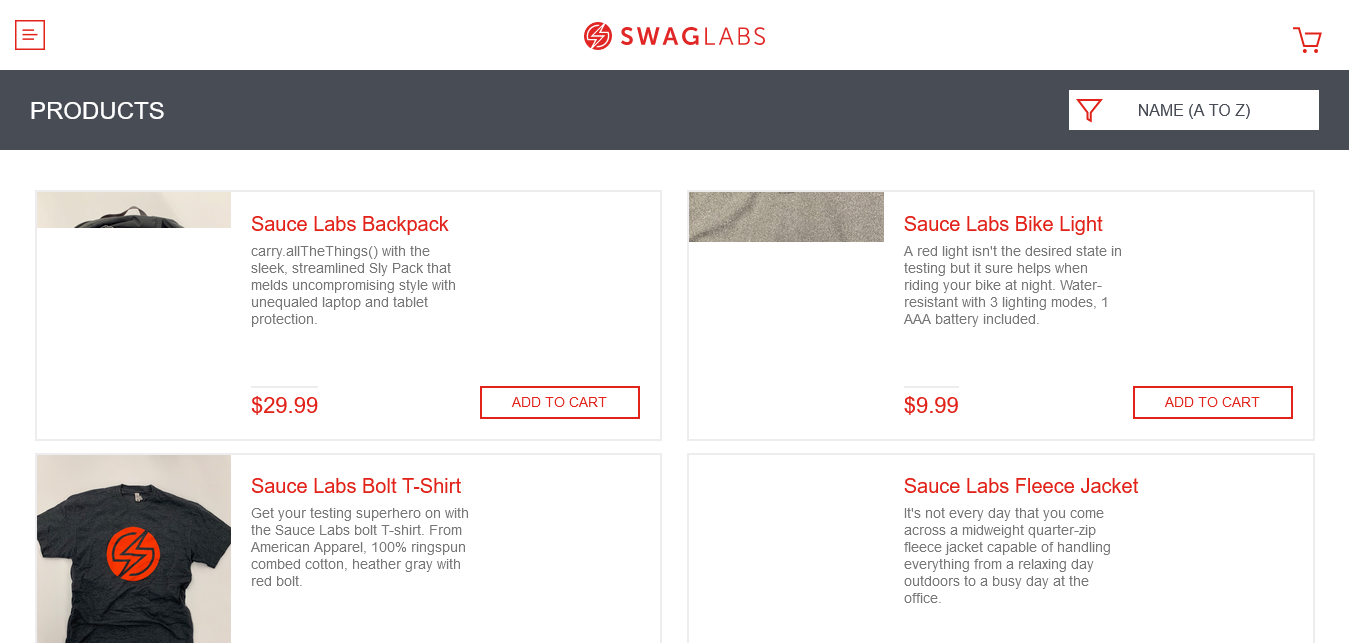 SWAGLABS
PRODUCTS
NAME (A TO Z)
Sauce Labs Backpack
carry.allTheThings() with the
sleek, streamlined Sly Pack that
melds uncompromising style with
unequaled laptop and tablet
protection.
$29.99
ADD TO CART
Sauce Labs Bike Light
A red light isn't the desired state in
testing but it sure helps when
riding your bike at night. Water-
resistant with 3 lighting modes, 1
AAA battery included.
$9.99
ADD TO CART
Sauce Labs Bolt T-Shirt
Get your testing superhero on with
the Sauce Labs bolt T-shirt. From
American Apparel, 100% ringspun
combed cotton, heather gray with
red bolt.
Sauce Labs Fleece Jacket
It's not every day that you come
across a midweight quarter-zip
fleece jacket capable of handling
everything from a relaxing day
outdoors to a busy day at the
office.